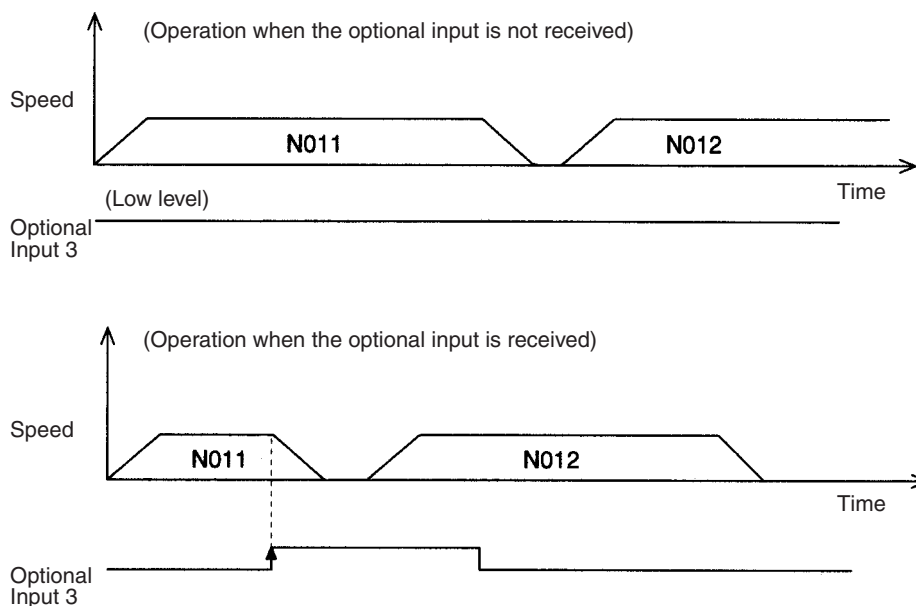 (Operation when the optional input is not received)
Speed
N011
N012
Time
(Low level)
Optional
Input 3
(Operation when the optional input is received)
Speed
N011
N012
Time
Optional
Input 3